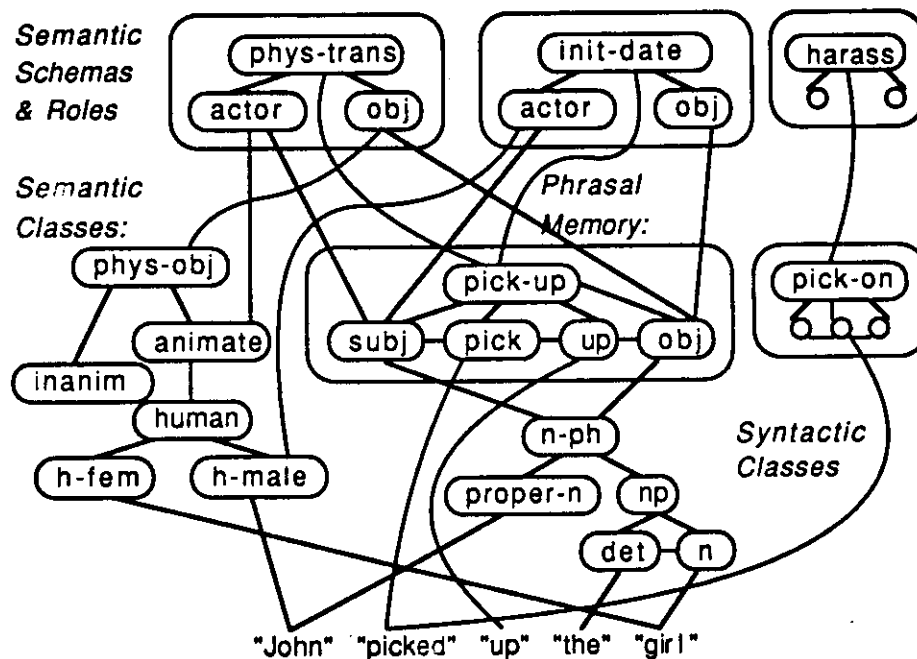 Semantic
Schemas
& Roles
phys-trans
actor
obj
init-date
actor
obj
harass
Semantic
Classes:
Phrasal
Memory:
phys-obj
animate
inanim
human
h-fem
h-male
pick-up
subj
pick
up
obj
pick-on
n-ph
Syntactic
Classes
proper-n
np
det
n
"John" "picked" "up" "the" "girl"